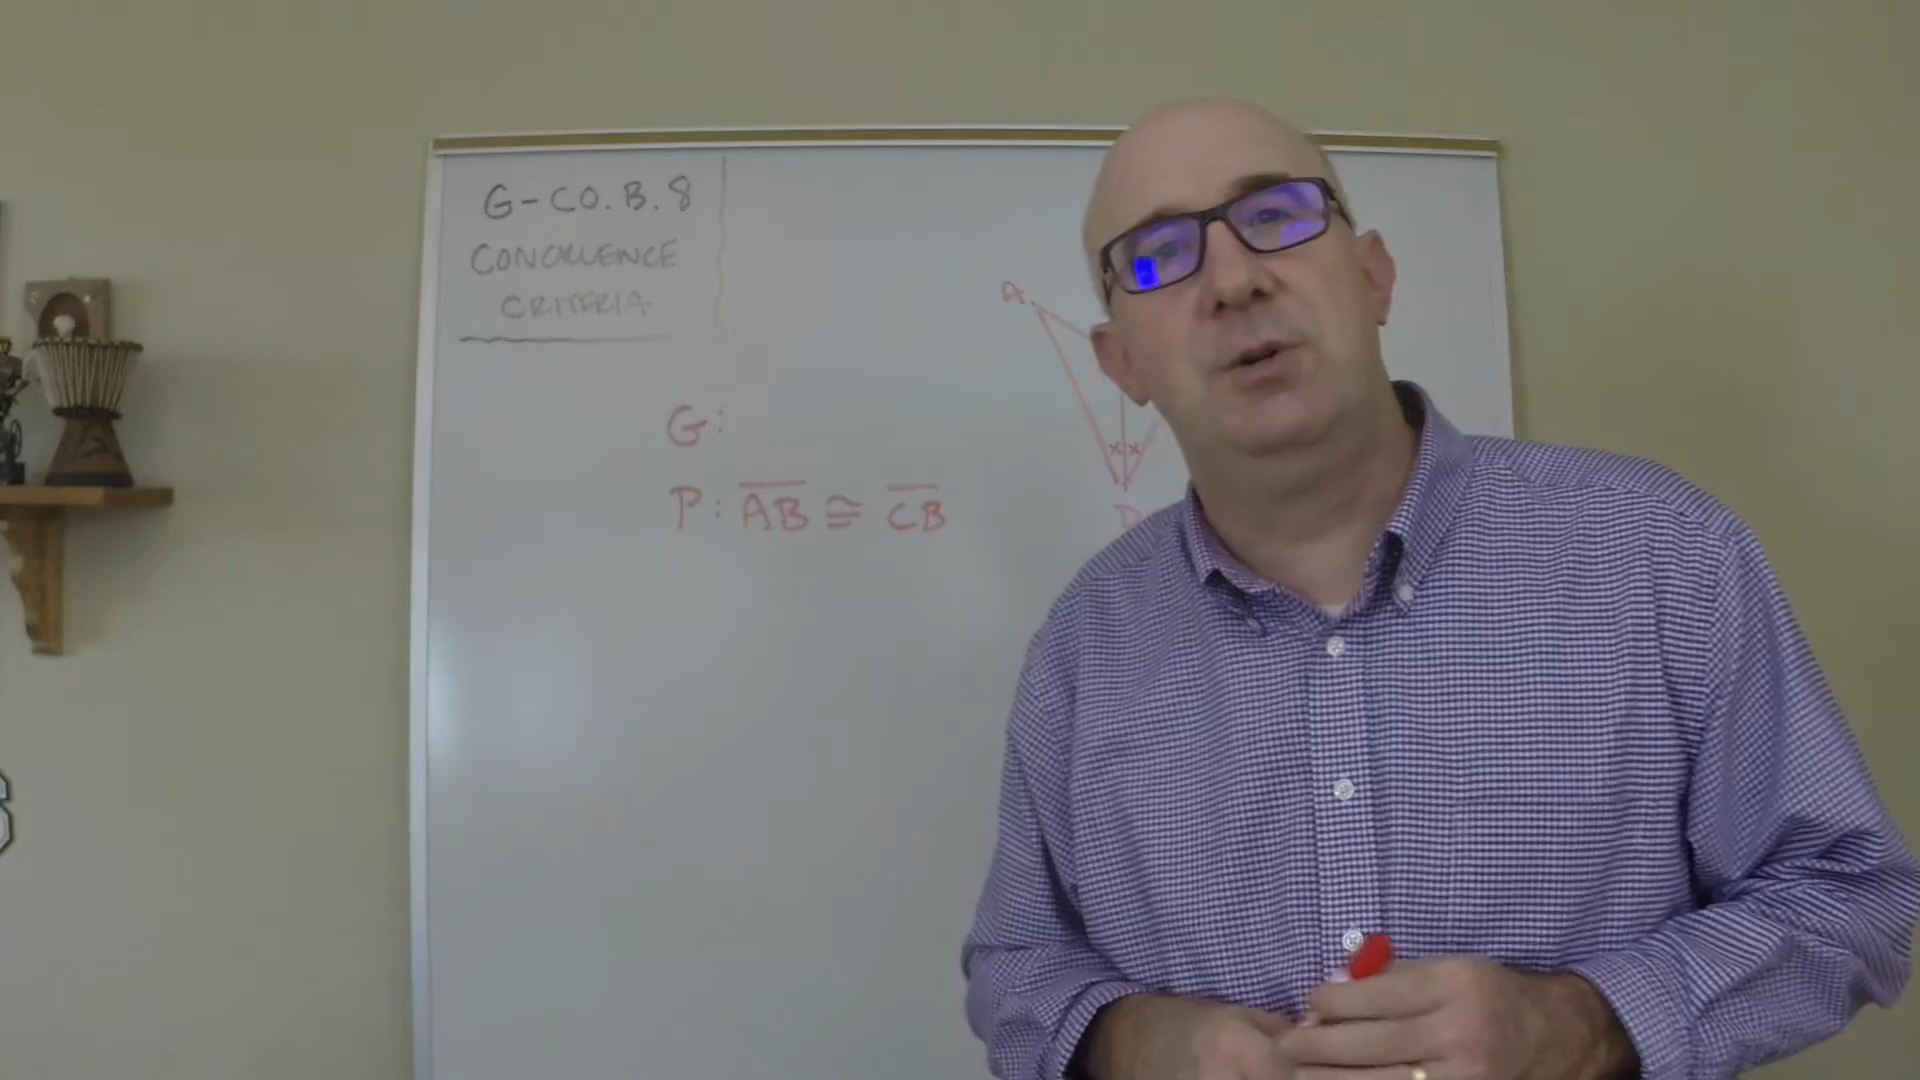 G-CO.B.8
CONGRUENCE
CRITERIA
A
G:
x x
P: AB ≅ CB
D